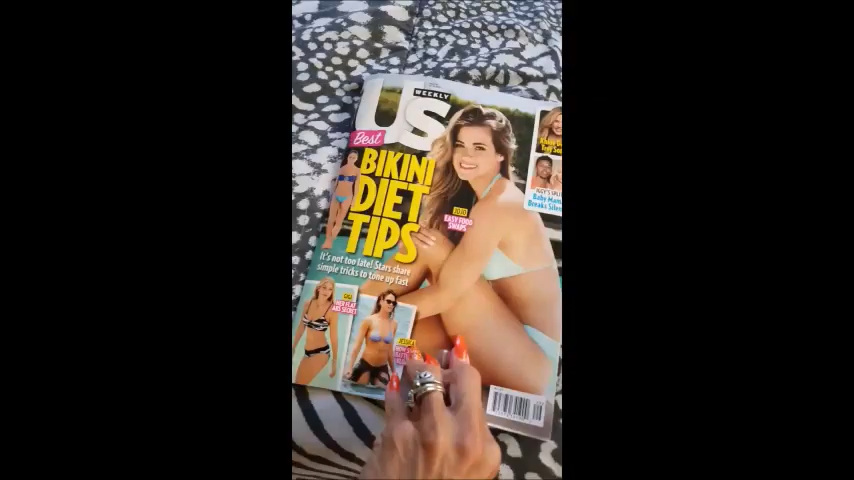 US
WEEKLY
Best
BIKINI
DIET
TIPS
It's not too late! Stars share
simple tricks to tone up fast
EASY FOOD
SWAPS
HER FLAT
ABS SECRET
Baby Mama
Breaks Silen